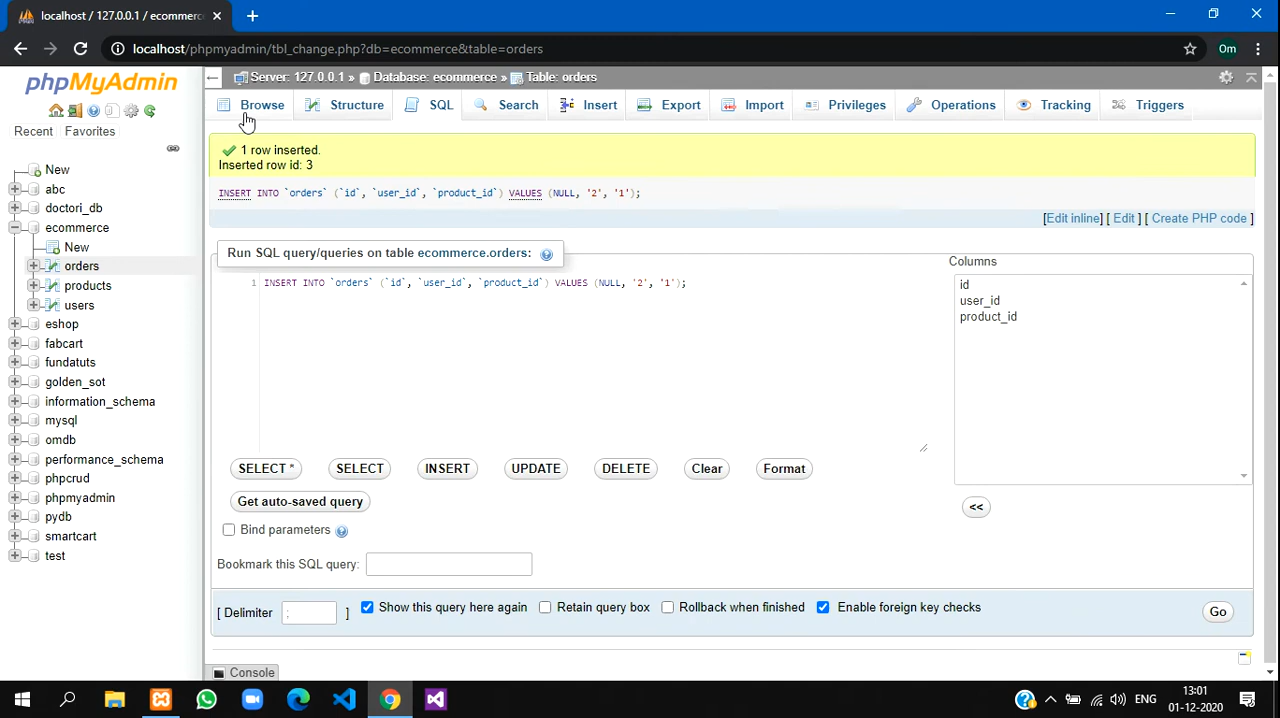 localhost / 127.0.0.1 / ecommerce
localhost/phpmyadmin/tbl_change.php?db=ecommerce&table=orders
Om
phpMyAdmin
Recent Favorites
New
abc
doctori_db
ecommerce
New
orders
products
users
eshop
fabcart
fundatuts
golden_sot
information_schema
mysql
omdb
performance_schema
phpcrud
phpmyadmin
pydb
smartcart
test
Server: 127.0.0.1 » Database: ecommerce » Table: orders
Browse Structure SQL Search Insert Export Import Privileges Operations Tracking Triggers
1 row inserted.
Inserted row id: 3
INSERT INTO `orders` (`id`, `user_id`, `product_id`) VALUES (NULL, '2', '1');
[Edit inline] [ Edit ] [ Create PHP code ]
Run SQL query/queries on table ecommerce.orders:
1 INSERT INTO `orders` (`id`, `user_id`, `product_id`) VALUES (NULL, '2', '1');
Columns
id
user_id
product_id
SELECT * SELECT INSERT UPDATE DELETE Clear Format
Get auto-saved query
<<
Bind parameters
Bookmark this SQL query:
[ Delimiter ; ] Show this query here again Retain query box Rollback when finished Enable foreign key checks Go
Console
ENG
13:01
01-12-2020